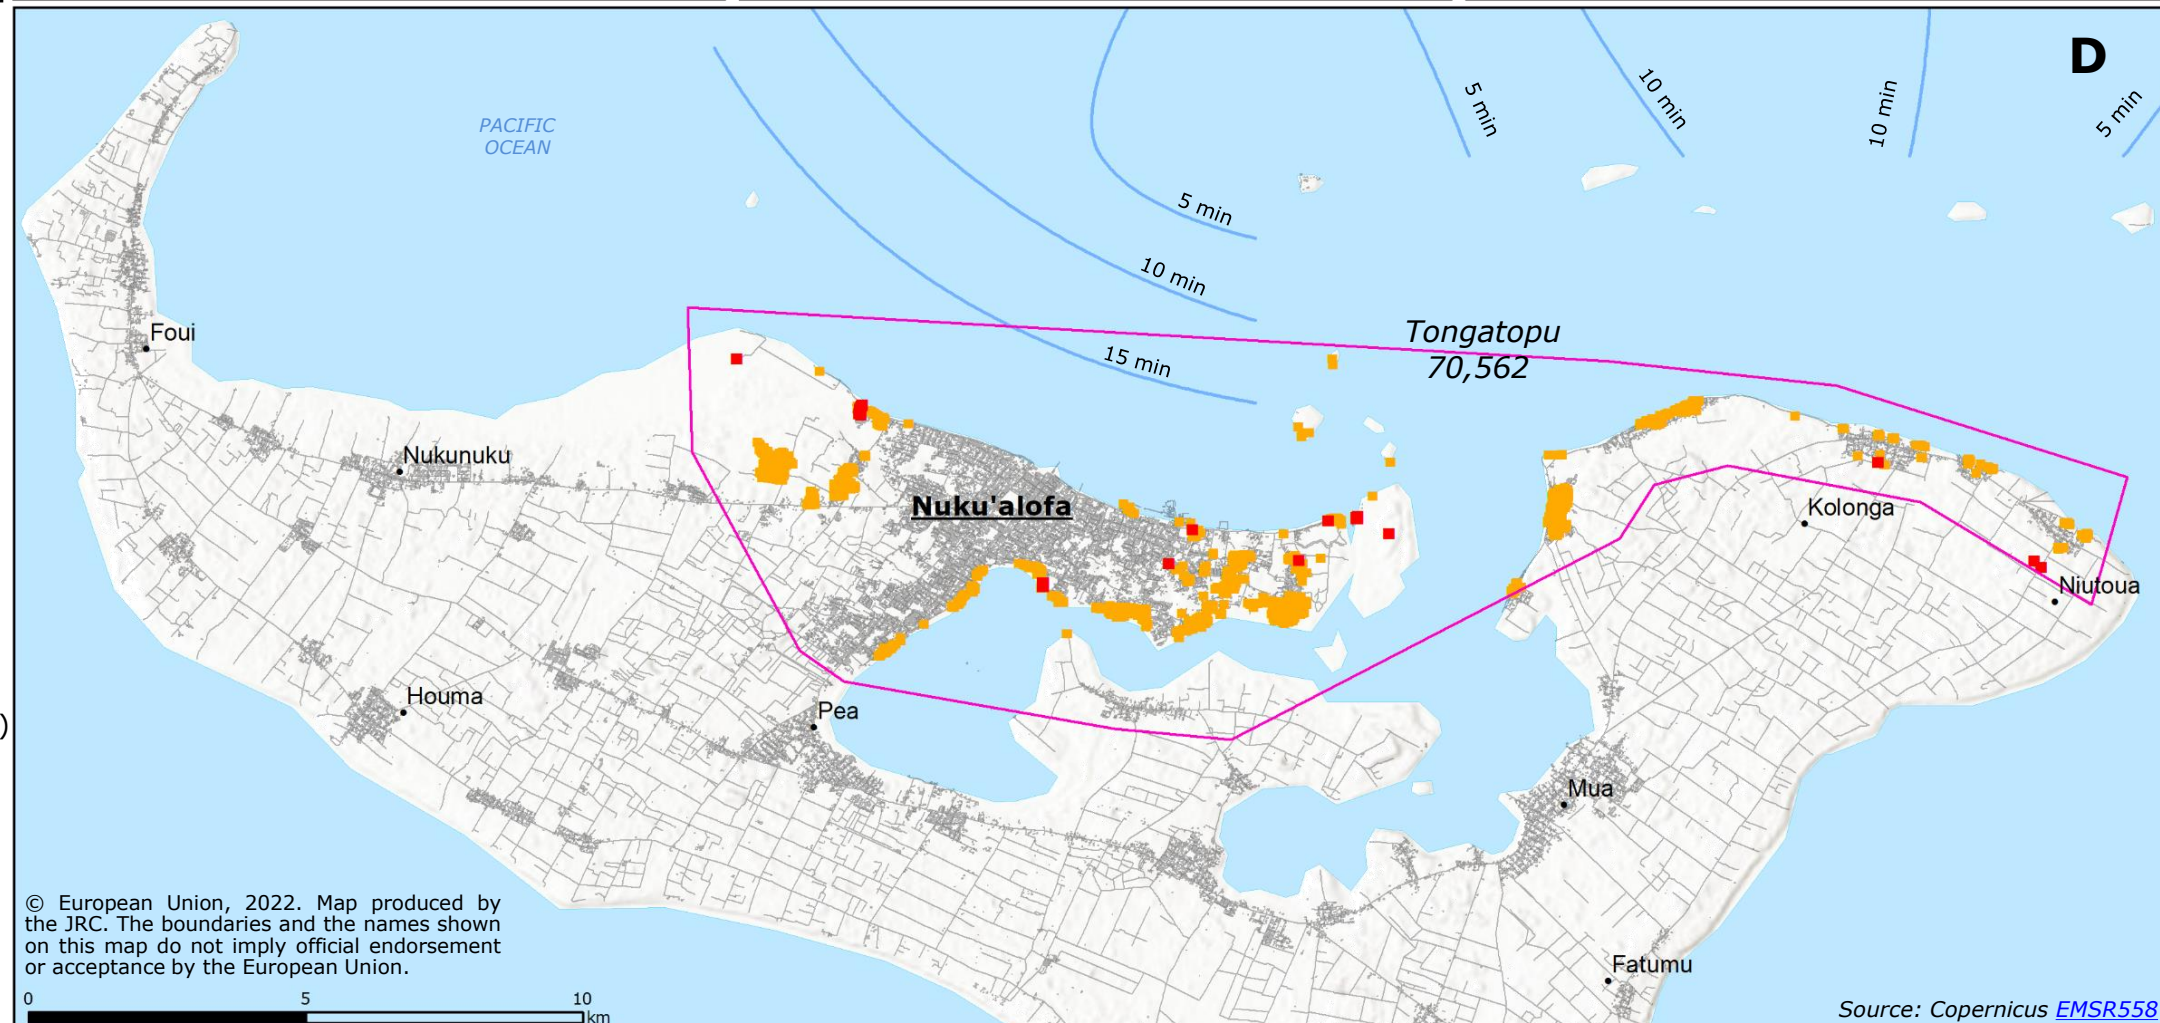 D
PACIFIC
OCEAN
5 min
10 min
10 min
5 min
5 min
10 min
15 min
Tongatopu
70,562
Foui
Nukunuku
Nuku'alofa
Kolonga
Niutoua
Houma
Pea
)
Mua
Fatumu
© European Union, 2022. Map produced by
the JRC. The boundaries and the names shown
on this map do not imply official endorsement
or acceptance by the European Union.
0 5 10
km
Source: Copernicus EMSR558